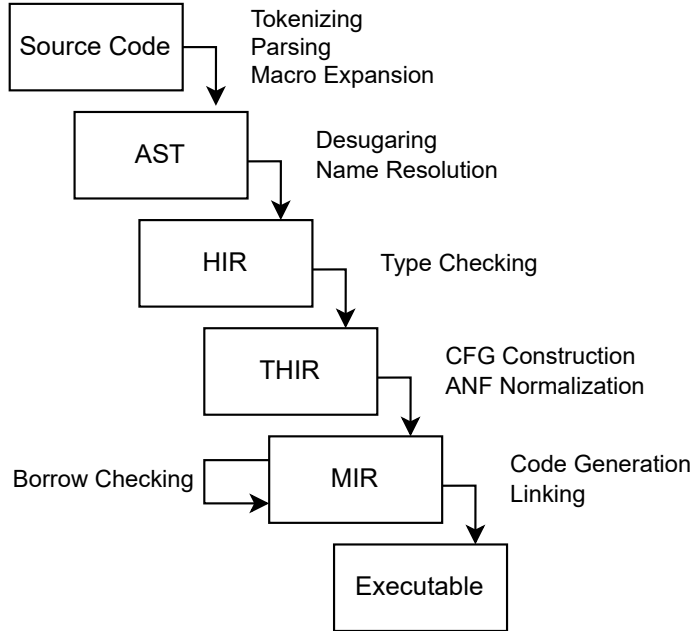 Source Code
Tokenizing
Parsing
Macro Expansion
AST
Desugaring
Name Resolution
HIR
Type Checking
THIR
CFG Construction
ANF Normalization
Borrow Checking
MIR
Code Generation
Linking
Executable